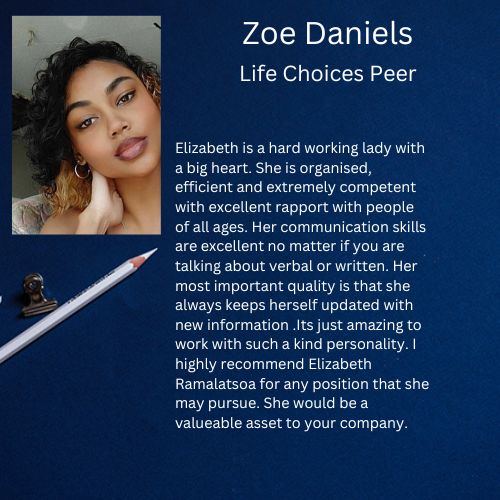 Zoe Daniels
Life Choices Peer
Elizabeth is a hard working lady with
a big heart. She is organised,
efficient and extremely competent
with excellent rapport with people
of all ages. Her communication skills
are excellent no matter if you are
talking about verbal or written. Her
most important quality is that she
always keeps herself updated with
new information .Its just amazing to
work with such a kind personality. I
highly recommend Elizabeth
Ramalatsoa for any position that she
may pursue. She would be a
valueable asset to your company.